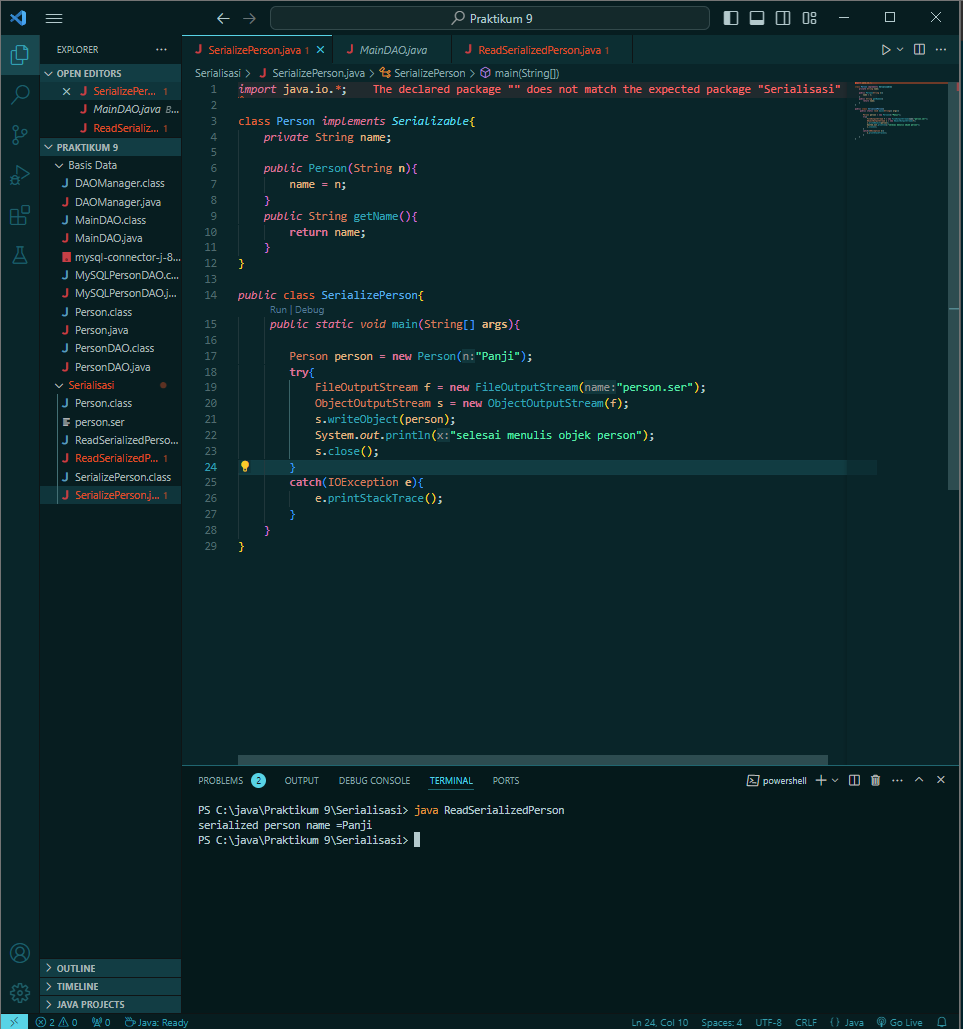 Praktikum 9
EXPLORER
OPEN EDITORS
SerializePer... 1
MainDAO.java B...
ReadSerializ... 1
PRAKTIKUM 9
Basis Data
DAOManager.class
DAOManager.java
MainDAO.class
MainDAO.java
mysql-connector-j-8...
MySQLPersonDAO.c...
MySQLPersonDAO.j...
Person.class
Person.java
PersonDAO.class
PersonDAO.java
Serialisasi
Person.class
person.ser
ReadSerializedPerso...
ReadSerializedP... 1
SerializePerson.class
SerializePerson.j... 1
OUTLINE
TIMELINE
JAVA PROJECTS
SerializePerson.java 1
MainDAO.java
ReadSerializedPerson.java 1
Serialisasi > SerializePerson.java > SerializePerson > main(String[])
1 import java.io.*; The declared package "" does not match the expected package "Serialisasi"
2
3 class Person implements Serializable{
4 private String name;
5
6 public Person(String n){
7 name = n;
8 }
9 public String getName(){
10 return name;
11 }
12 }
13
14 public class SerializePerson{
Run | Debug
15 public static void main(String[] args){
16
17 Person person = new Person(n:"Panji");
18 try{
19 FileOutputStream f = new FileOutputStream(name:"person.ser");
20 ObjectOutputStream s = new ObjectOutputStream(f);
21 s.writeObject(person);
22 System.out.println(x:"selesai menulis objek person");
23 s.close();
24 }
25 catch(IOException e){
26 e.printStackTrace();
27 }
28 }
29 }
PROBLEMS 2 OUTPUT DEBUG CONSOLE TERMINAL PORTS
powershell
PS C:\java\Praktikum 9\Serialisasi> java ReadSerializedPerson
serialized person name =Panji
PS C:\java\Praktikum 9\Serialisasi>
2 0 0 Java: Ready Ln 24, Col 10 Spaces: 4 UTF-8 CRLF { } Java Go Live